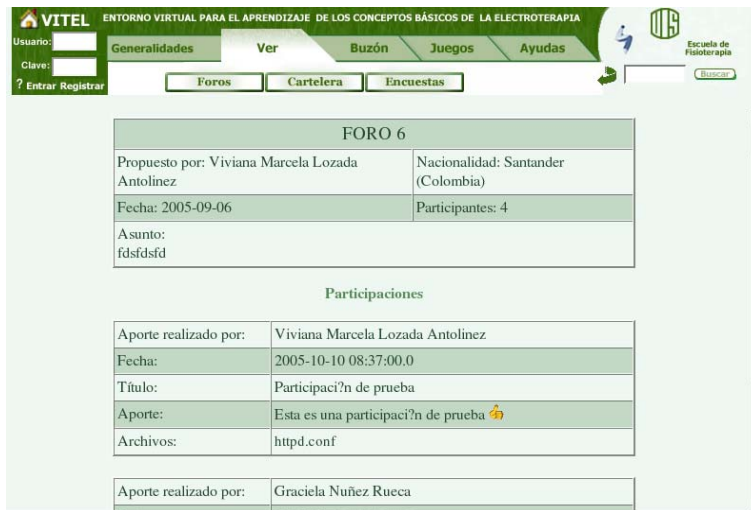 VITEL ENTORNO VIRTUAL PARA EL APRENDIZAJE DE LOS CONCEPTOS BÁSICOS DE LA ELECTROTERAPIA
Usuario:
Clave:
? Entrar Registrar
Generalidades Ver Buzón Juegos Ayudas
Foros Cartelera Encuestas
UIS
Escuela de
Fisioterapia
Buscar
FORO 6
Propuesto por: Viviana Marcela Lozada
Antolinez
Nacionalidad: Santander
(Colombia)
Fecha: 2005-09-06 Participantes: 4
Asunto:
fdsfdsfd
Participaciones
Aporte realizado por: Viviana Marcela Lozada Antolinez
Fecha: 2005-10-10 08:37:00.0
Título: Participaci?n de prueba
Aporte: Esta es una participaci?n de prueba
Archivos: httpd.conf
Aporte realizado por: Graciela Nuñez Rueca